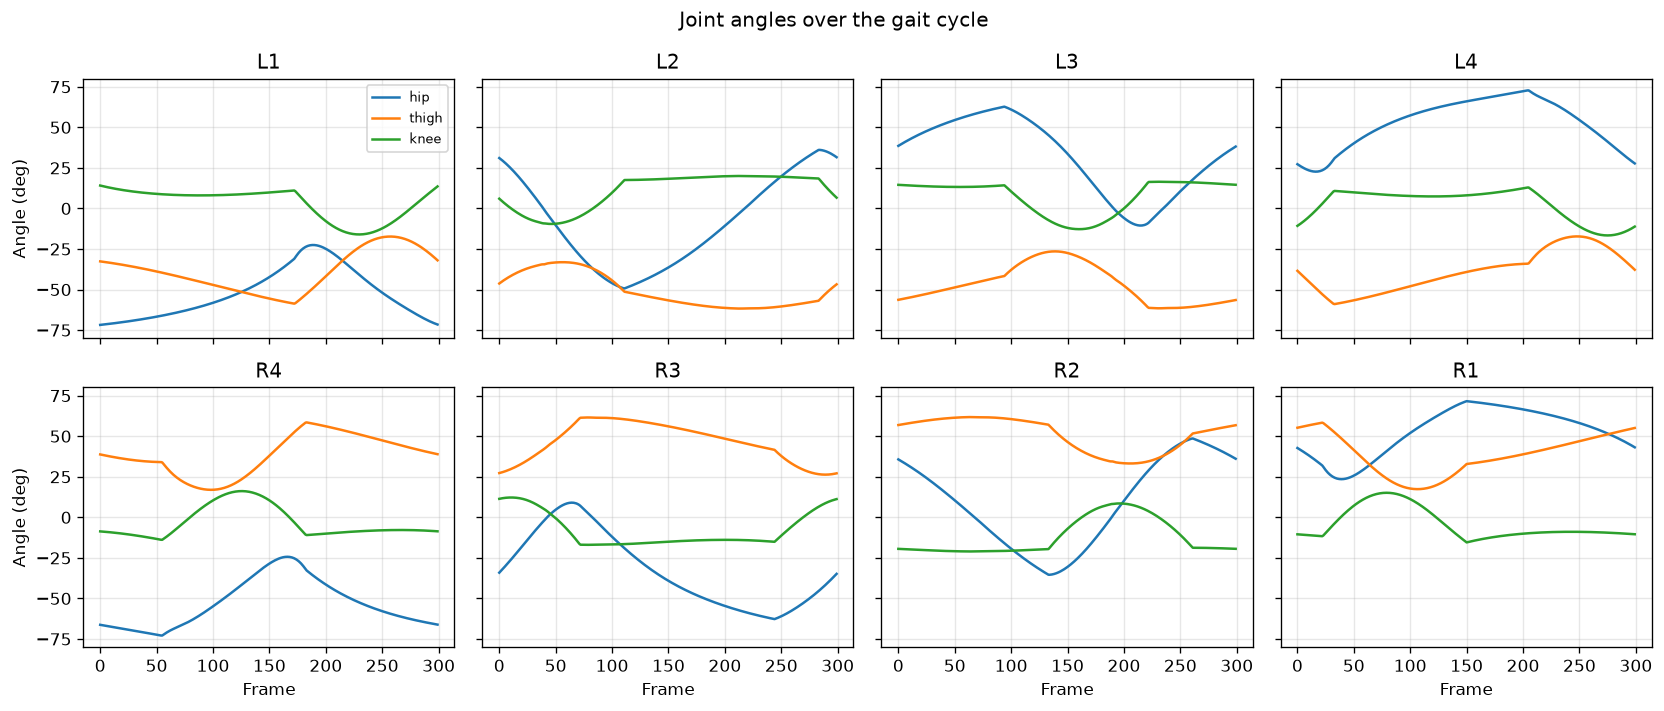 Joint angles over the gait cycle
L1
L2
L3
L4
Angle (deg)
75
50
25
0
−25
−50
−75
hip
thigh
knee
R4
R3
R2
R1
Angle (deg)
75
50
25
0
−25
−50
−75
0 50 100 150 200 250 300
0 50 100 150 200 250 300
0 50 100 150 200 250 300
0 50 100 150 200 250 300
Frame
Frame
Frame
Frame